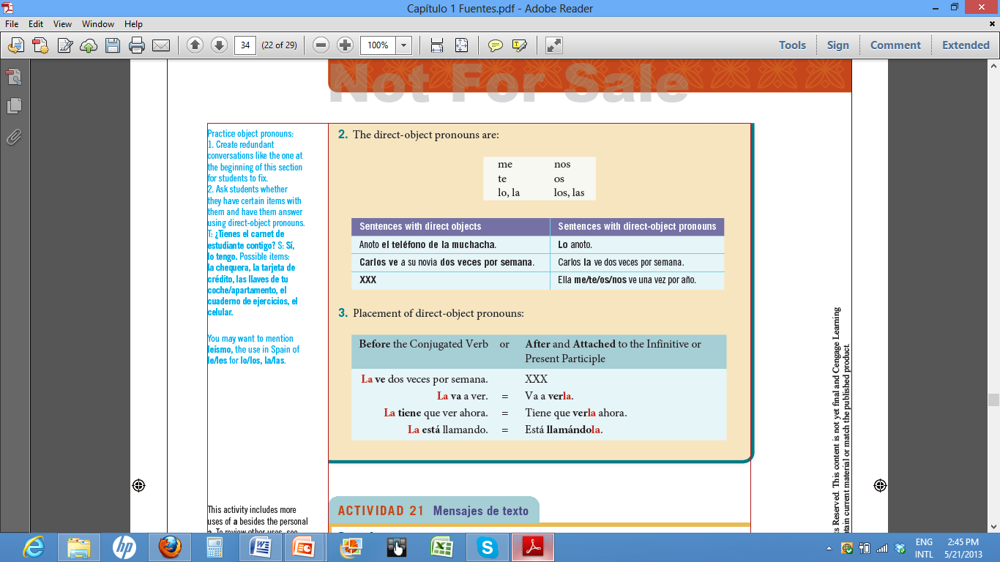 Capítulo 1 Fuentes.pdf - Adobe Reader
File Edit View Window Help
34 (22 of 29) 100% Tools Sign Comment Extended
Not For Sale
Practice object pronouns:
1. Create redundant
conversations like the one at
the beginning of this section
for students to fix.
2. Ask students whether
they have certain items with
them and have them answer
using direct-object pronouns.
T: ¿Tienes el carnet de
estudiante contigo? S: Sí,
lo tengo. Possible items:
la chequera, la tarjeta de
crédito, las llaves de tu
coche/apartamento, el
cuaderno de ejercicios, el
celular.
You may want to mention
leísmo, the use in Spain of
le/les for lo/los, la/las.
2. The direct-object pronouns are:
me nos
te os
lo, la los, las
Sentences with direct objects Sentences with direct-object pronouns
Anoto el teléfono de la muchacha. Lo anoto.
Carlos ve a su novia dos veces por semana. Carlos la ve dos veces por semana.
XXX Ella me/te/os/nos ve una vez por año.
3. Placement of direct-object pronouns:
Before the Conjugated Verb or After and Attached to the Infinitive or
Present Participle
La ve dos veces por semana. XXX
La va a ver. = Va a verla.
La tiene que ver ahora. = Tiene que verla ahora.
La está llamando. = Está llamándola.
This activity includes more
uses of a besides the personal
ACTIVIDAD 21 Mensajes de texto
Reserved. This content is not yet final and Cengage Learning
current material or match the published product.
ENG 2:45 PM
INTL 5/21/2013